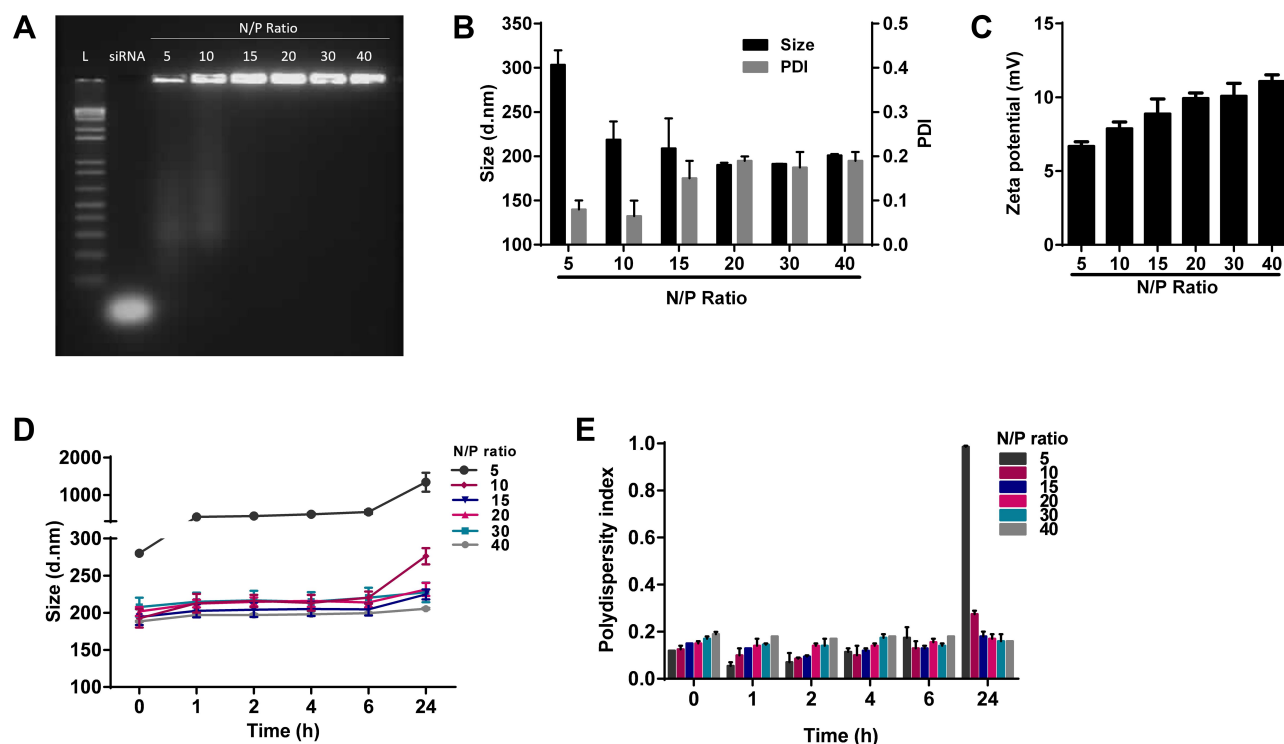 A
N/P Ratio
L siRNA 5 10 15 20 30 40
B
350
300
250
200
150
100
Size (d.nm)
0.5
0.4
0.3
0.2
0.1
0.0
PDI
Size
PDI
5 10 15 20 30 40
N/P Ratio
C
15
10
5
0
Zeta potential (mV)
5 10 15 20 30 40
N/P Ratio
D
N/P ratio
5
10
15
20
30
40
2000
1000
300
250
200
150
100
Size (d.nm)
0 1 2 4 6 24
Time (h)
E
N/P ratio
5
10
15
20
30
40
1.0
0.8
0.6
0.4
0.2
0.0
Polydispersity index
0 1 2 4 6 24
Time (h)